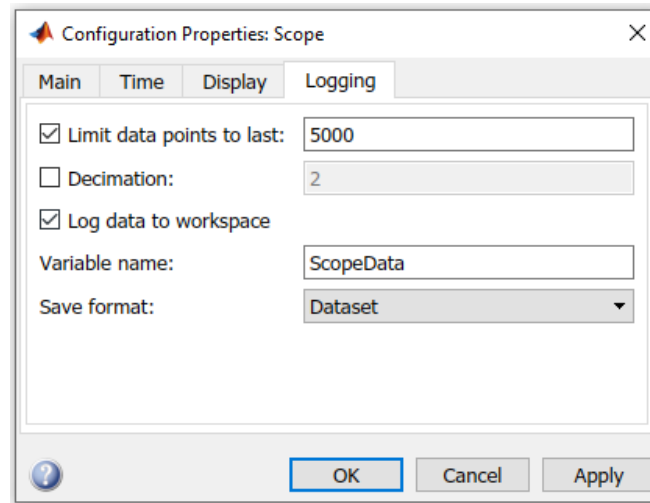 Configuration Properties: Scope
Main Time Display Logging
Limit data points to last: 5000
Decimation: 2
Log data to workspace
Variable name: ScopeData
Save format: Dataset
? OK Cancel Apply